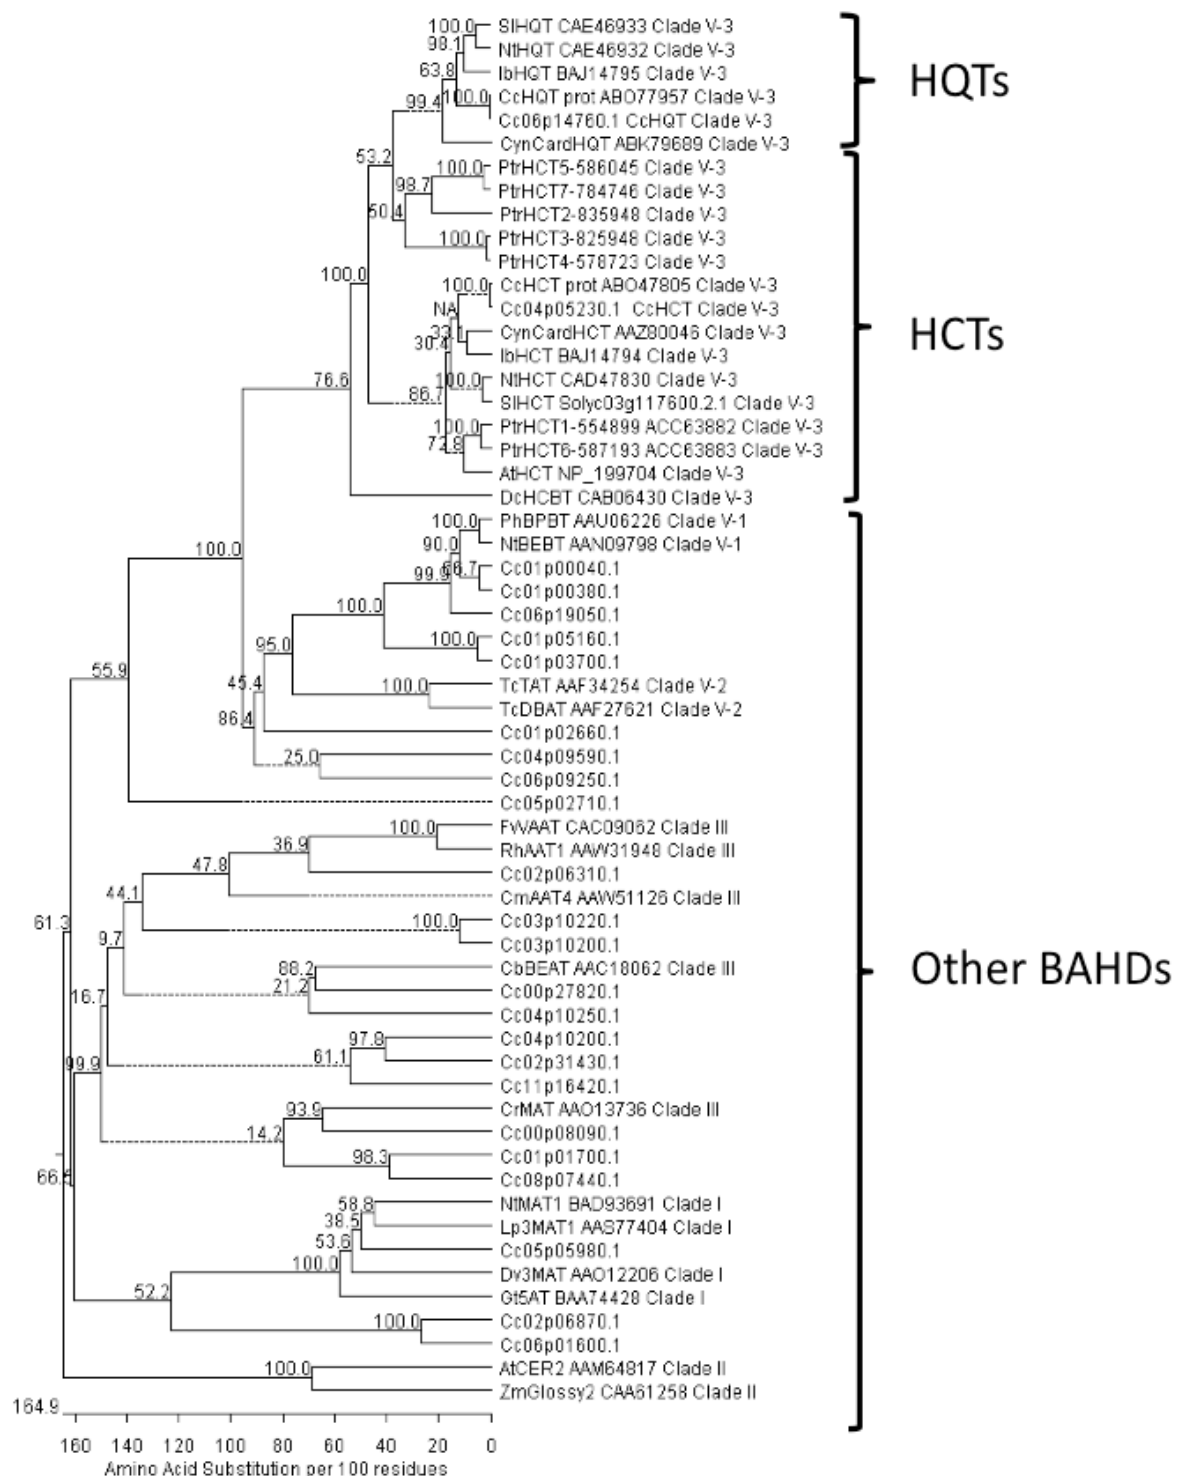 100.0 SlHQT CAE46933 Clade V-3
98.1 NtHQT CAE46932 Clade V-3
63.8 IbHQT BAJ14795 Clade V-3
99.4 100.0 CcHQT prot ABO77957 Clade V-3
Cc06p14760.1 CcHQT Clade V-3
CynCardHQT ABK79689 Clade V-3
HQTs
53.2 100.0 PtrHCT5-586045 Clade V-3
98.7 PtrHCT7-784746 Clade V-3
50.4 PtrHCT2-835948 Clade V-3
100.0 PtrHCT3-825948 Clade V-3
PtrHCT4-578723 Clade V-3
100.0 100.0 CcHCT prot ABO47805 Clade V-3
NA Cc04p05230.1 CcHCT Clade V-3
33.1 CynCardHCT AAZ80046 Clade V-3
30.4 IbHCT BAJ14794 Clade V-3
HCTs
76.6 100.0 NtHCT CAD47830 Clade V-3
86.7 SlHCT Solyc03g117600.2.1 Clade V-3
100.0 PtrHCT1-554899 ACC63882 Clade V-3
72.8 PtrHCT6-587193 ACC63883 Clade V-3
AtHCT NP_199704 Clade V-3
DcHCBT CAB06430 Clade V-3
100.0 PhBPBT AAU06226 Clade V-1
90.0 NtBEBT AAN09798 Clade V-1
100.0 99.9 66.7 Cc01p00040.1
Cc01p00380.1
100.0 Cc06p19050.1
95.0 100.0 Cc01p05160.1
Cc01p03700.1
55.9 45.4 100.0 TcTAT AAF34254 Clade V-2
TcDBAT AAF27621 Clade V-2
86.4 Cc01p02660.1
25.0 Cc04p09590.1
Cc06p09250.1
Cc05p02710.1
100.0 FvVAAT CAC09062 Clade III
36.9 RhAAT1 AAW31948 Clade III
47.8 Cc02p06310.1
44.1 CmAAT4 AAW51126 Clade III
61.3 100.0 Cc03p10220.1
9.7 Cc03p10200.1
88.2 CbBEAT AAC18062 Clade III
16.7 21.2 Cc00p27820.1
Cc04p10250.1
Other BAHDs
97.8 Cc04p10200.1
99.9 61.1 Cc02p31430.1
Cc11p16420.1
93.9 CrMAT AAO13736 Clade III
14.2 Cc00p08090.1
98.3 Cc01p01700.1
66.5 Cc08p07440.1
58.8 NtMAT1 BAD93691 Clade I
38.5 Lp3MAT1 AAS77404 Clade I
53.6 Cc05p05980.1
100.0 Dv3MAT AAO12206 Clade I
52.2 Gt5AT BAA74428 Clade I
100.0 Cc02p06870.1
Cc06p01600.1
100.0 AtCER2 AAM64817 Clade II
ZmGlossy2 CAA61258 Clade II
164.9
160 140 120 100 80 60 40 20 0
Amino Acid Substitution per 100 residues